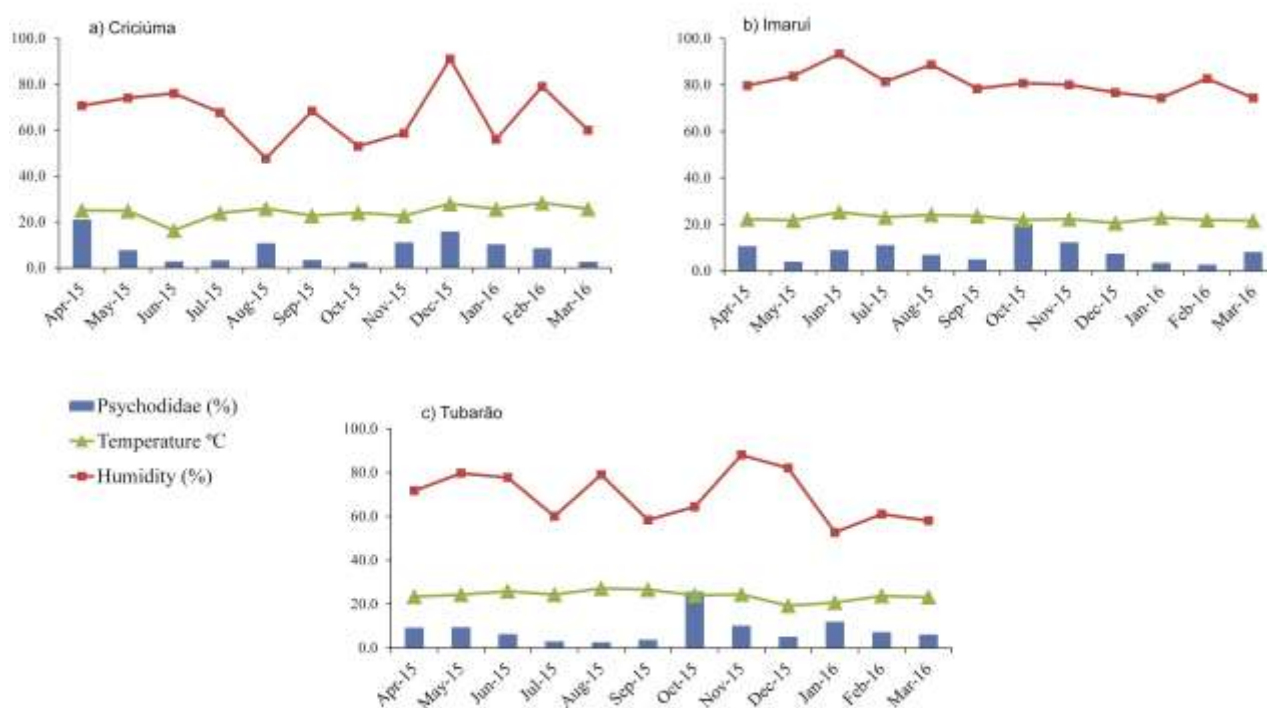 a) Criciúma
100.0
80.0
60.0
40.0
20.0
0.0
Apr-15
May-15
Jun-15
Jul-15
Aug-15
Sep-15
Oct-15
Nov-15
Dec-15
Jan-16
Feb-16
Mar-16
b) Imaruí
100.0
80.0
60.0
40.0
20.0
0.0
Apr-15
May-15
Jun-15
Jul-15
Aug-15
Sep-15
Oct-15
Nov-15
Dec-15
Jan-16
Feb-16
Mar-16
Psychodidae (%)
Temperature ºC
Humidity (%)
c) Tubarão
100.0
80.0
60.0
40.0
20.0
0.0
Apr-15
May-15
Jun-15
Jul-15
Aug-15
Sep-15
Oct-15
Nov-15
Dec-15
Jan-16
Feb-16
Mar-16